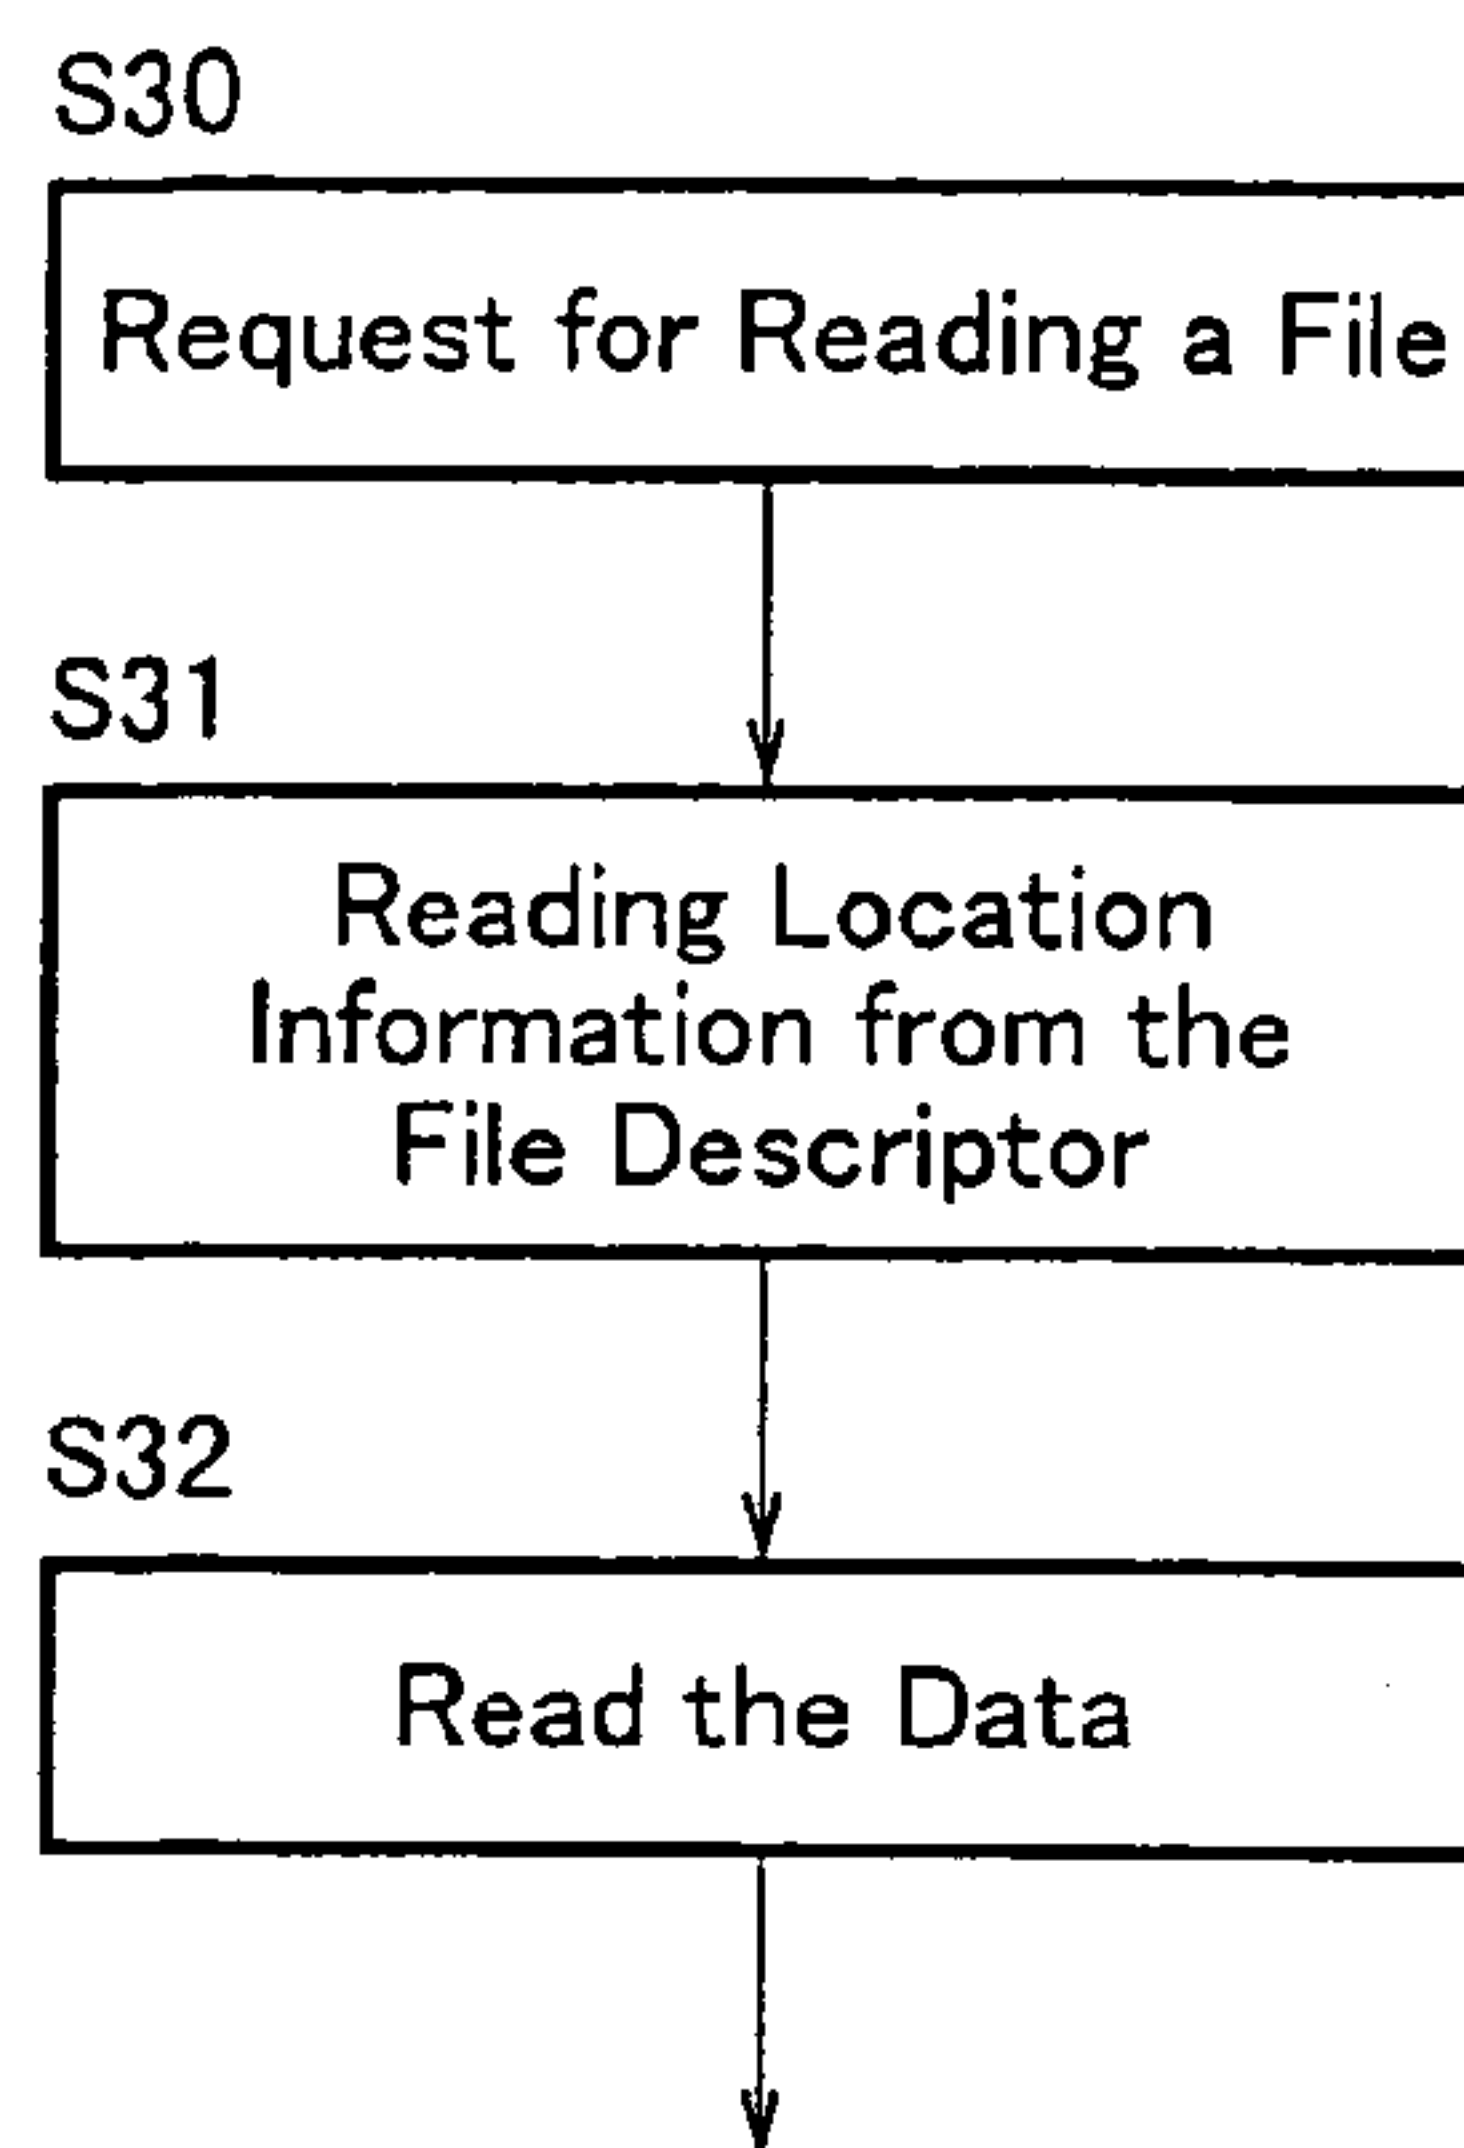 S30
Request for Reading a File
S31
Reading Location
Information from the
File Descriptor
S32
Read the Data